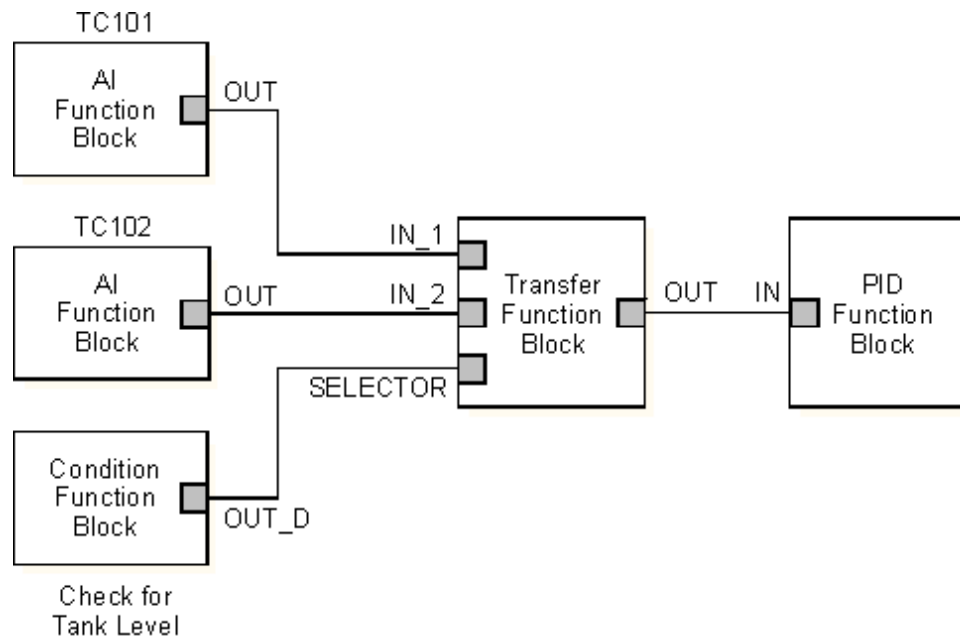 TC101
AI
Function
Block
OUT
TC102
AI
Function
Block
OUT
Condition
Function
Block
OUT_D
Check for
Tank Level
IN_1
IN_2
SELECTOR
Transfer
Function
Block
OUT
IN
PID
Function
Block